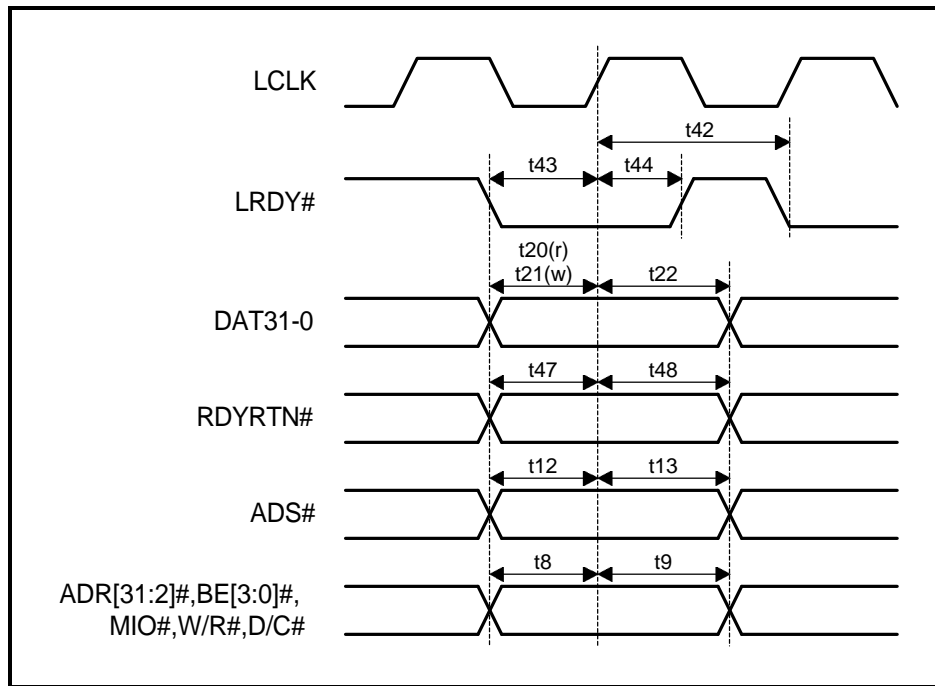 LCLK
t42
t43
t44
LRDY#
t20(r)
t21(w)
t22
DAT31-0
t47
t48
RDYRTN#
t12
t13
ADS#
t8
t9
ADR[31:2]#,BE[3:0]#,
MIO#,W/R#,D/C#